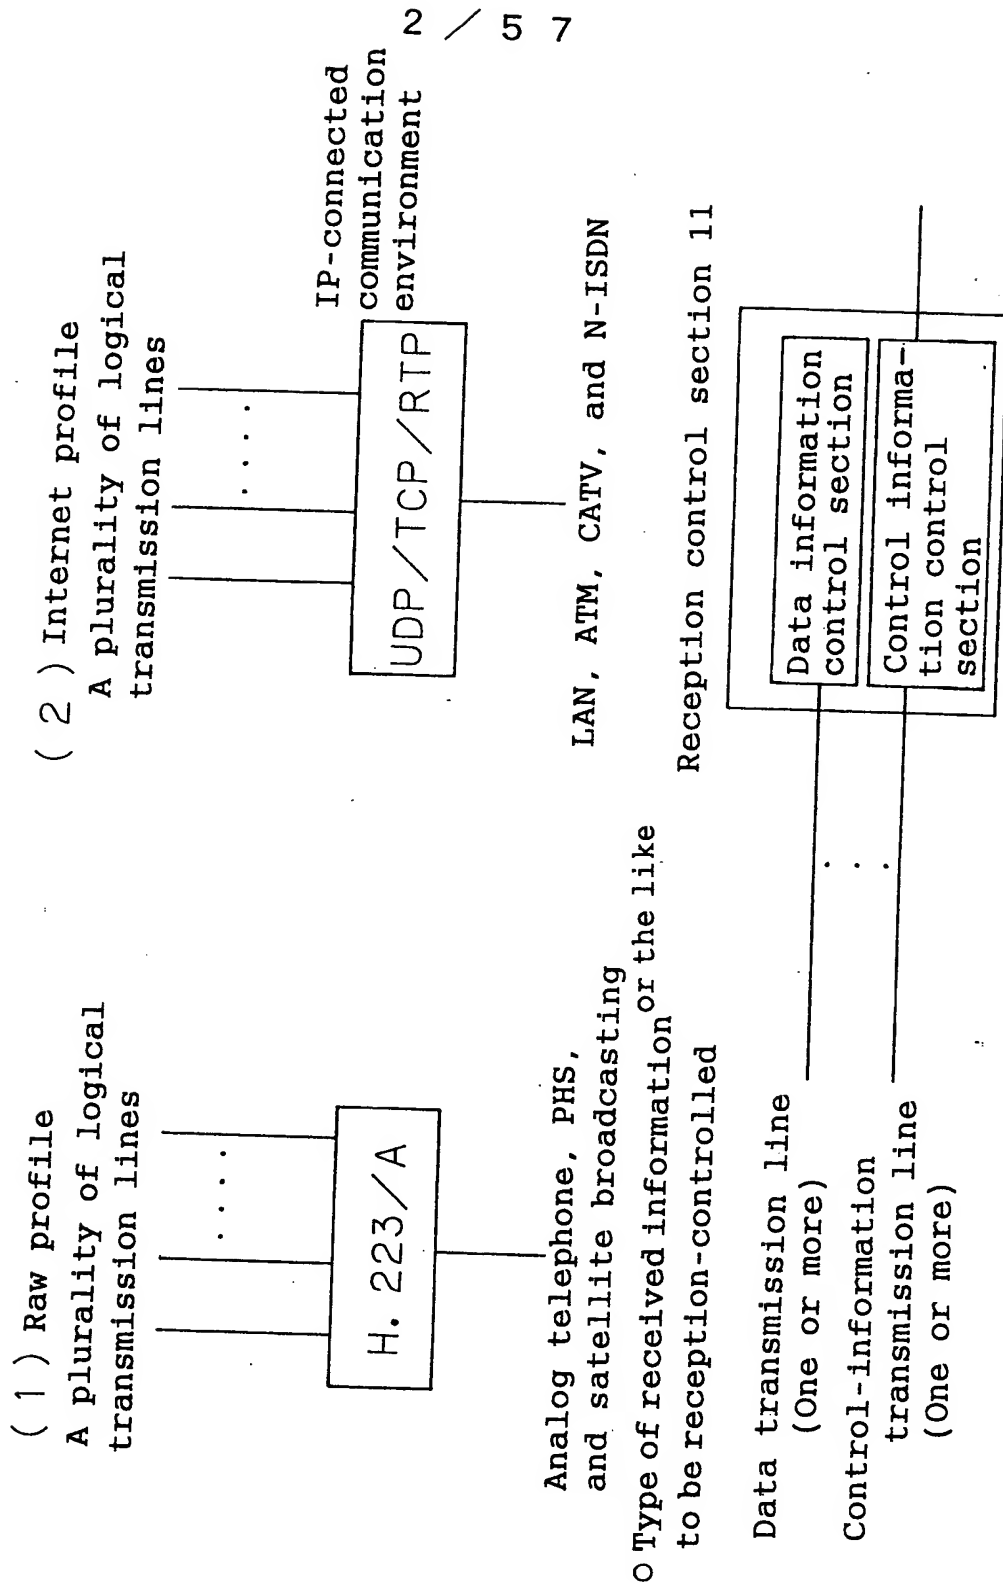 2 / 5 7
( 1 ) Raw profile
A plurality of logical
transmission lines
. . . .
H. 223/A
Analog telephone, PHS,
and satellite broadcasting
or the like
( 2 ) Internet profile
A plurality of logical
transmission lines
. . . .
IP-connected
communication
environment
UDP/TCP/RTP
LAN, ATM, CATV, and N-ISDN
○ Type of received information
to be reception-controlled
Reception control section 11
Data transmission line
(One or more)
. . .
Control-information
transmission line
(One or more)
Data information
control section
Control informa-
tion control
section